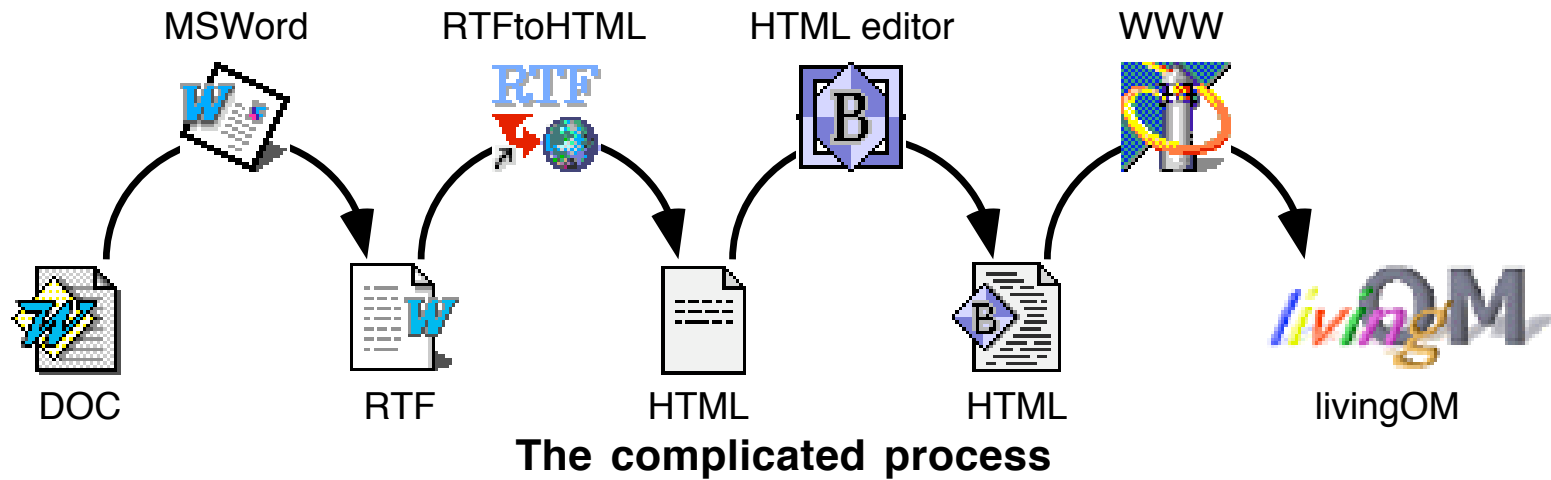 MSWord RTFtoHTML HTML editor WWW
W RTF B
W W B livingOM
DOC RTF HTML HTML livingOM
The complicated process